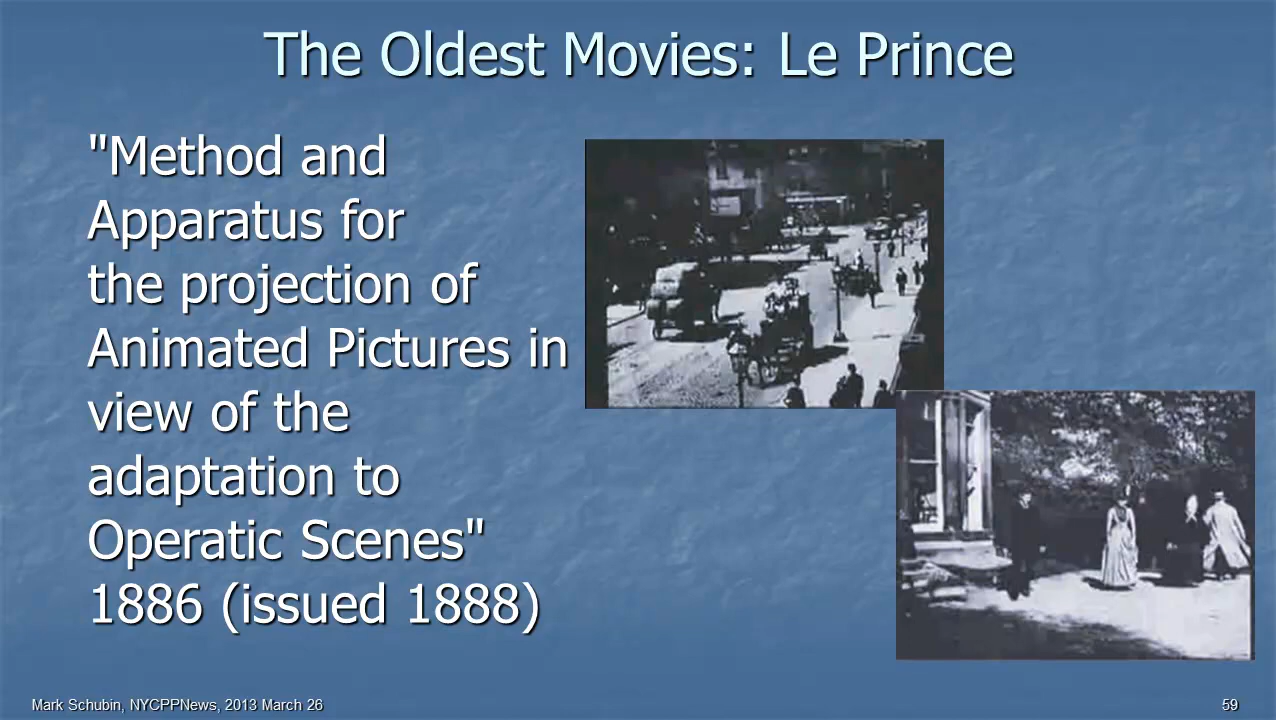 The Oldest Movies: Le Prince
"Method and
Apparatus for
the projection of
Animated Pictures in
view of the
adaptation to
Operatic Scenes"
1886 (issued 1888)
Mark Schubin, NYCPPNews, 2013 March 26
59